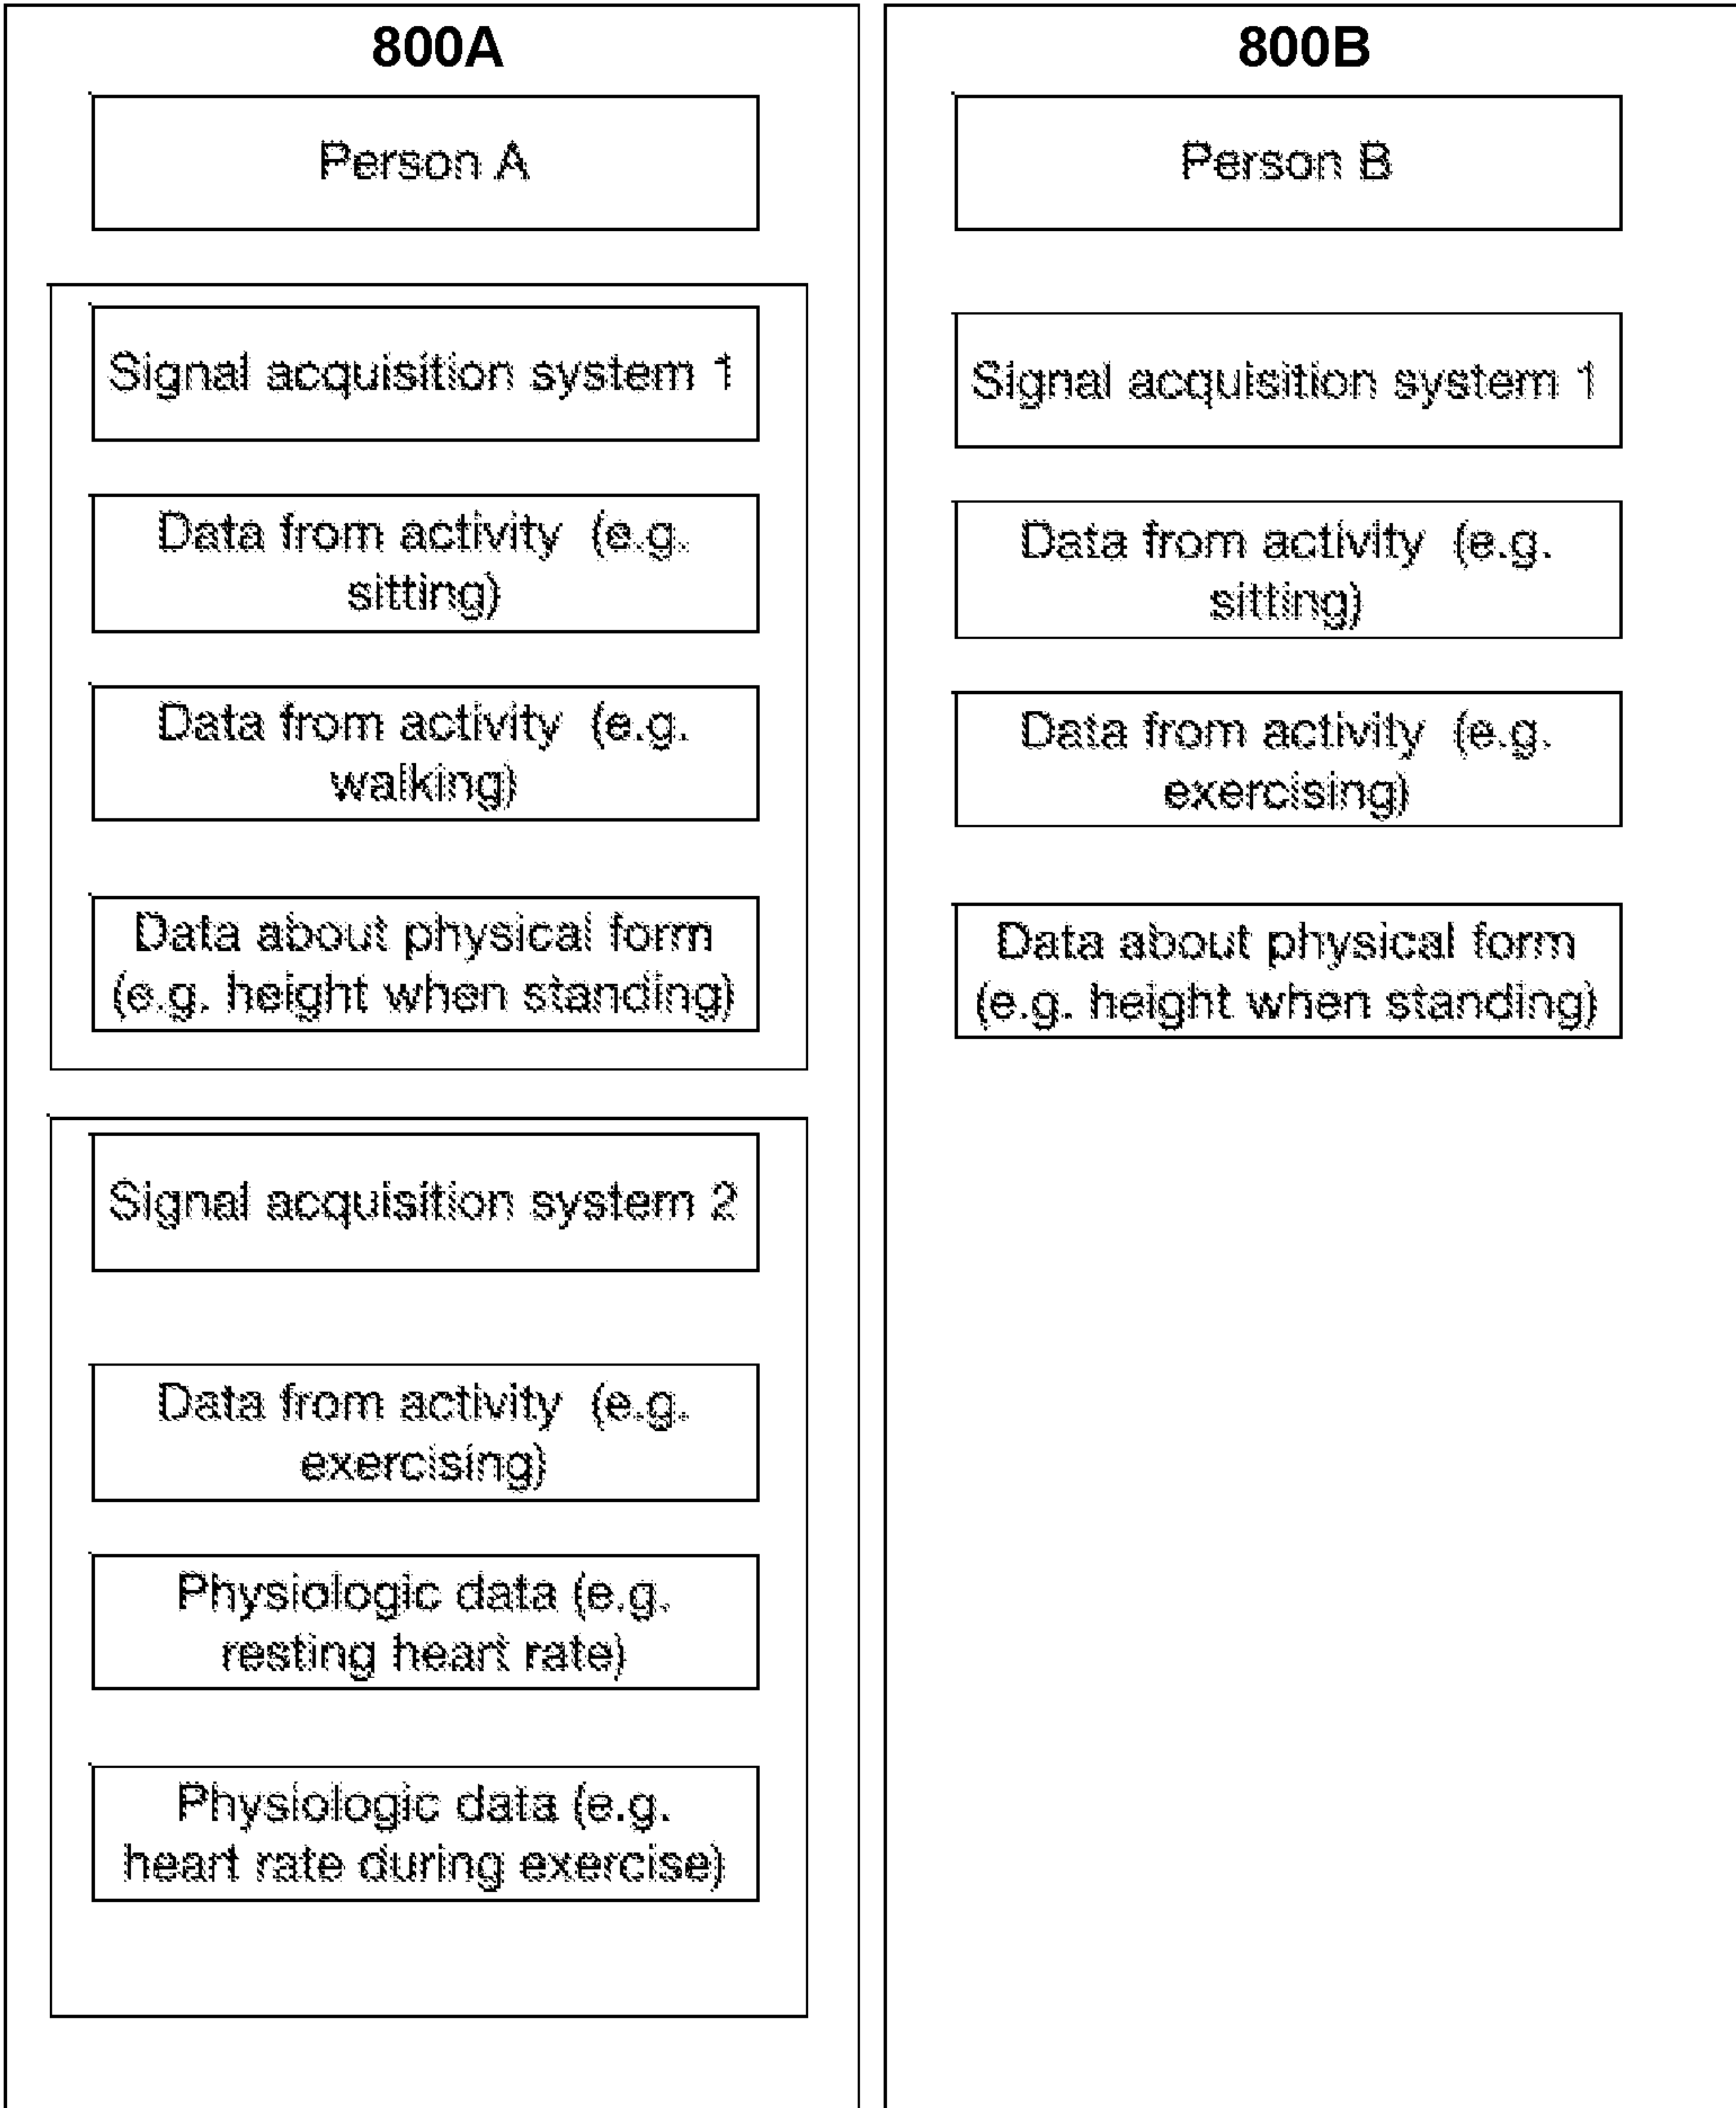 800A
Person A
Signal acquisition system 1
Data from activity (e.g.
sitting)
Data from activity (e.g.
walking)
Data about physical form
(e.g. height when standing)
Signal acquisition system 2
Data from activity (e.g.
exercising)
Physiologic data (e.g.
resting heart rate)
Physiologic data (e.g.
heart rate during exercise)
800B
Person B
Signal acquisition system 1
Data from activity (e.g.
sitting)
Data from activity (e.g.
exercising)
Data about physical form
(e.g. height when standing)